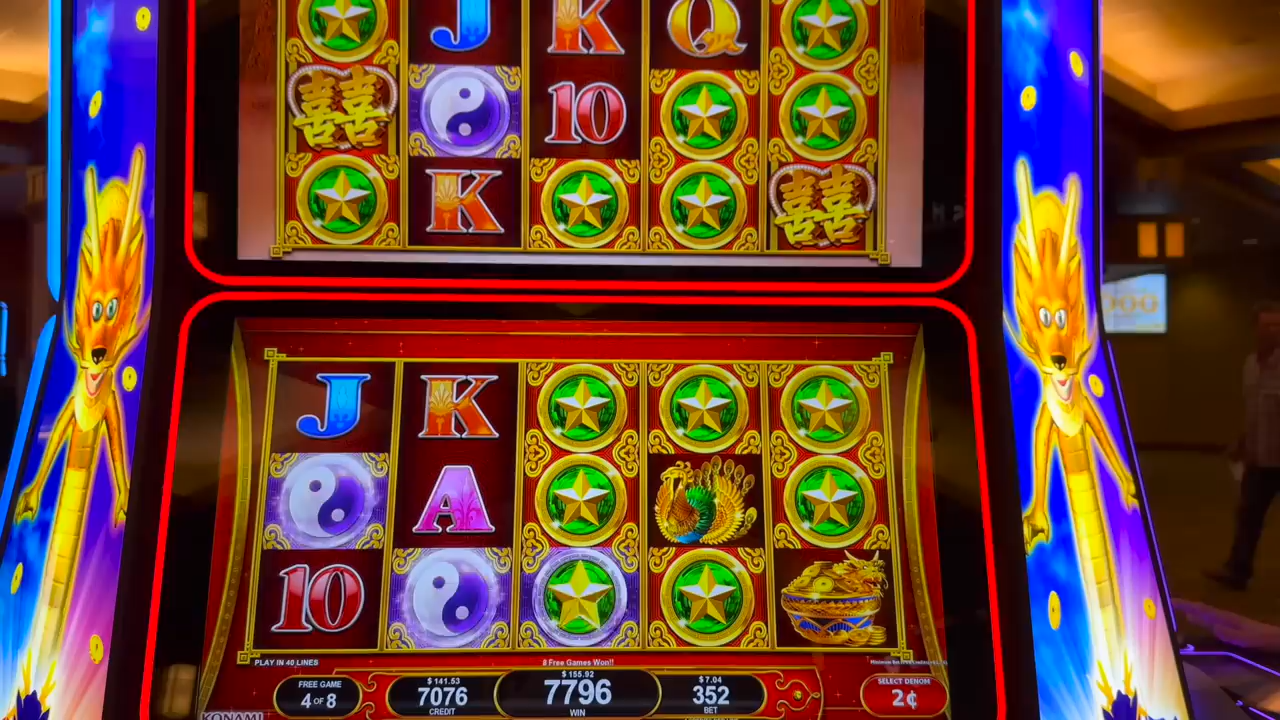 J K Q
囍 10
K 囍
J K
A
10
PLAY IN 40 LINES
8 Free Games Won!!
FREE GAME
4 OF 8
$ 141.53
7076
CREDIT
$ 155.92
7796
WIN
$ 7.04
352
BET
SELECT DENOM
2¢
KONAMI